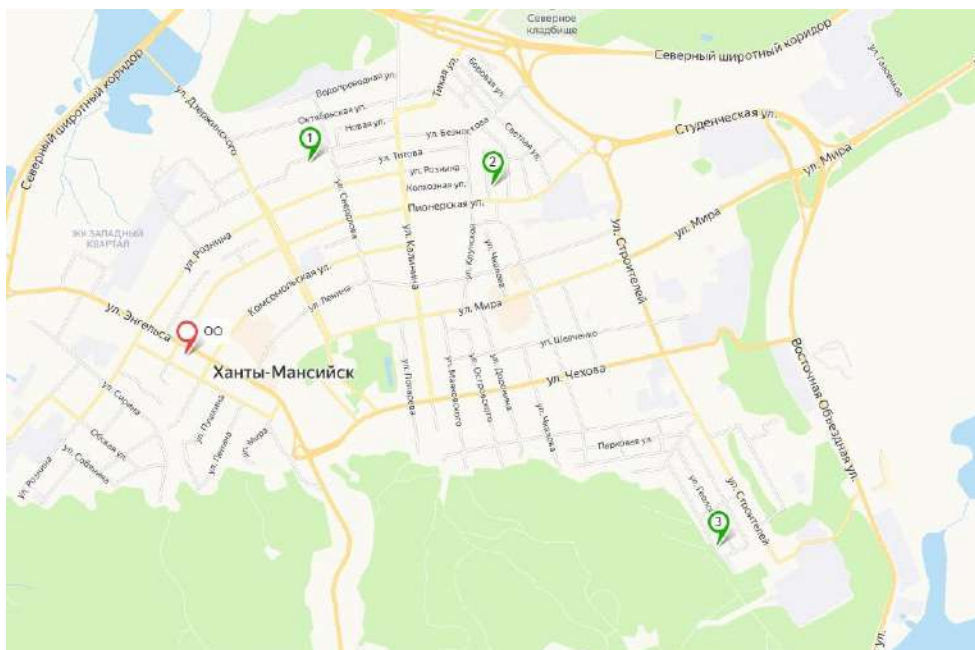 Северное
кладбище
Северный широтный коридор
Северный широтный коридор
ул. Дзержинского
Водопроводная ул.
Тихая ул.
Боровая ул.
Октябрьская ул.
Новая ул.
Светлая ул.
Студенческая ул.
ул. Мира
1
ул. Титова
2
ул. Рознина
Колхозная ул.
Пионерская ул.
ул. Свердлова
ул. Калинина
ул. Крупской
ул. Чкалова
ул. Строителей
ул. Мира
ЖК ЗАПАДНЫЙ
КВАРТАЛ
ул. Рознина
Комсомольская ул.
ул. Ленина
ул. Мира
ул. Энгельса
ОО
Ханты-Мансийск
ул. Шевченко
ул. Чехова
Восточная Объездная ул.
ул. Лопарева
ул. Маяковского
ул. Островского
ул. Доронина
ул. Чкалова
ул. Сирина
ул. Пушкина
ул. Ленина
ул. Мира
Обская ул.
ул. Собянина
ул. Рознина
Парковая ул.
ул. Строителей
3
ул.